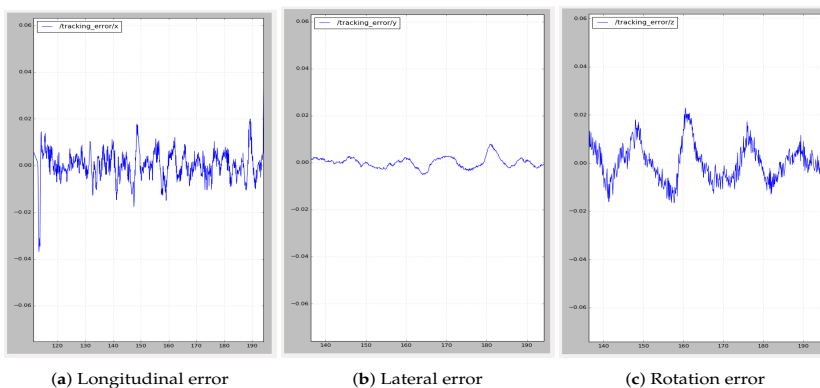 /tracking_error/x
0.06
0.04
0.02
0.00
−0.02
−0.04
−0.06
120 130 140 150 160 170 180 190
(a) Longitudinal error
/tracking_error/y
0.06
0.04
0.02
0.00
−0.02
−0.04
−0.06
140 150 160 170 180 190
(b) Lateral error
/tracking_error/z
0.06
0.04
0.02
0.00
−0.02
−0.04
−0.06
140 150 160 170 180 190
(c) Rotation error